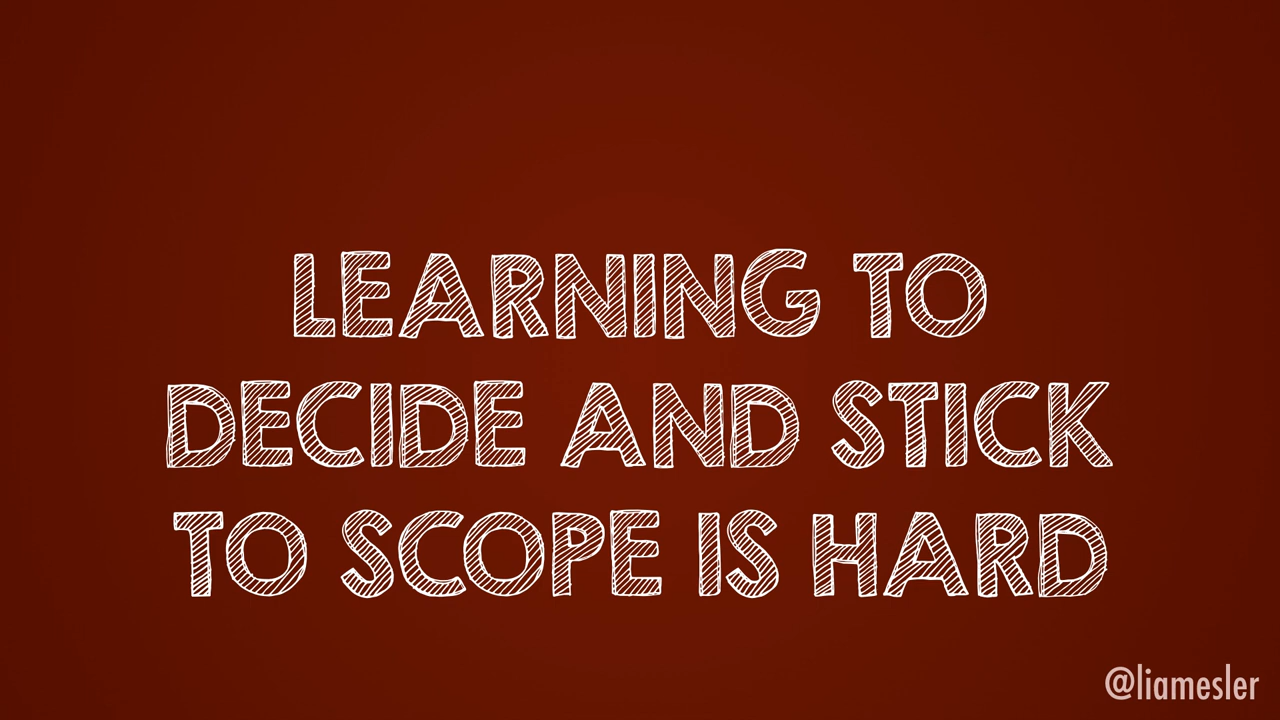 LEARNING TO
DECIDE AND STICK
TO SCOPE IS HARD
@liamesler